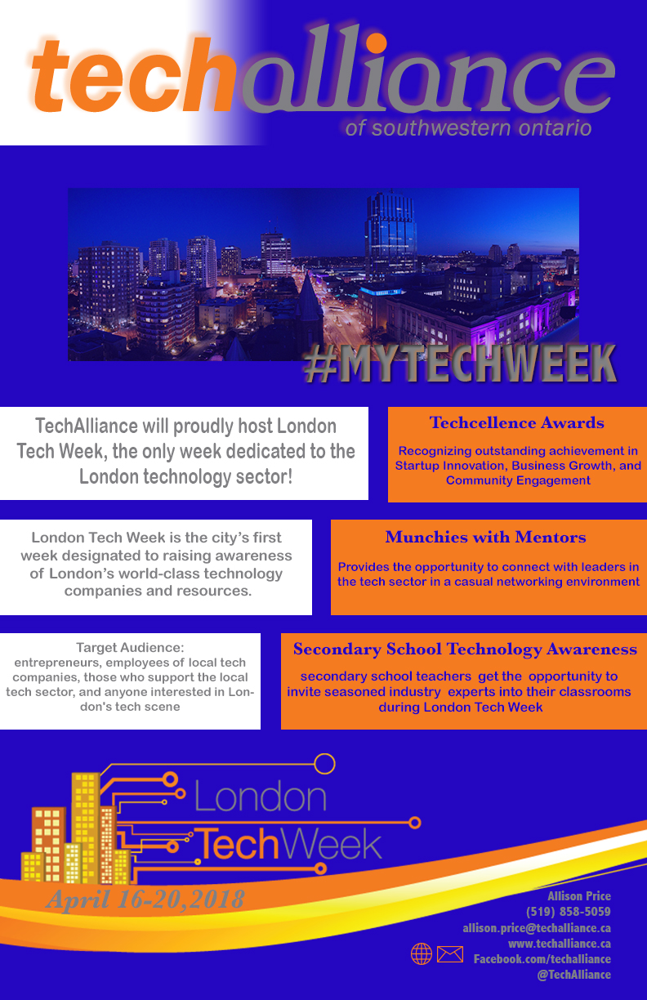 techalliance
of southwestern ontario
#MYTECHWEEK
TechAlliance will proudly host London
Tech Week, the only week dedicated to the
London technology sector!
Techcellence Awards
Recognizing outstanding achievement in
Startup Innovation, Business Growth, and
Community Engagement
London Tech Week is the city’s first
week designated to raising awareness
of London’s world-class technology
companies and resources.
Munchies with Mentors
Provides the opportunity to connect with leaders in
the tech sector in a casual networking environment
Target Audience:
entrepreneurs, employees of local tech
companies, those who support the local
tech sector, and anyone interested in Lon-
don's tech scene
Secondary School Technology Awareness
secondary school teachers get the opportunity to
invite seasoned industry experts into their classrooms
during London Tech Week
London
TechWeek
April 16-20,2018
Allison Price
(519) 858-5059
allison.price@techalliance.ca
www.techalliance.ca
Facebook.com/techalliance
@TechAlliance